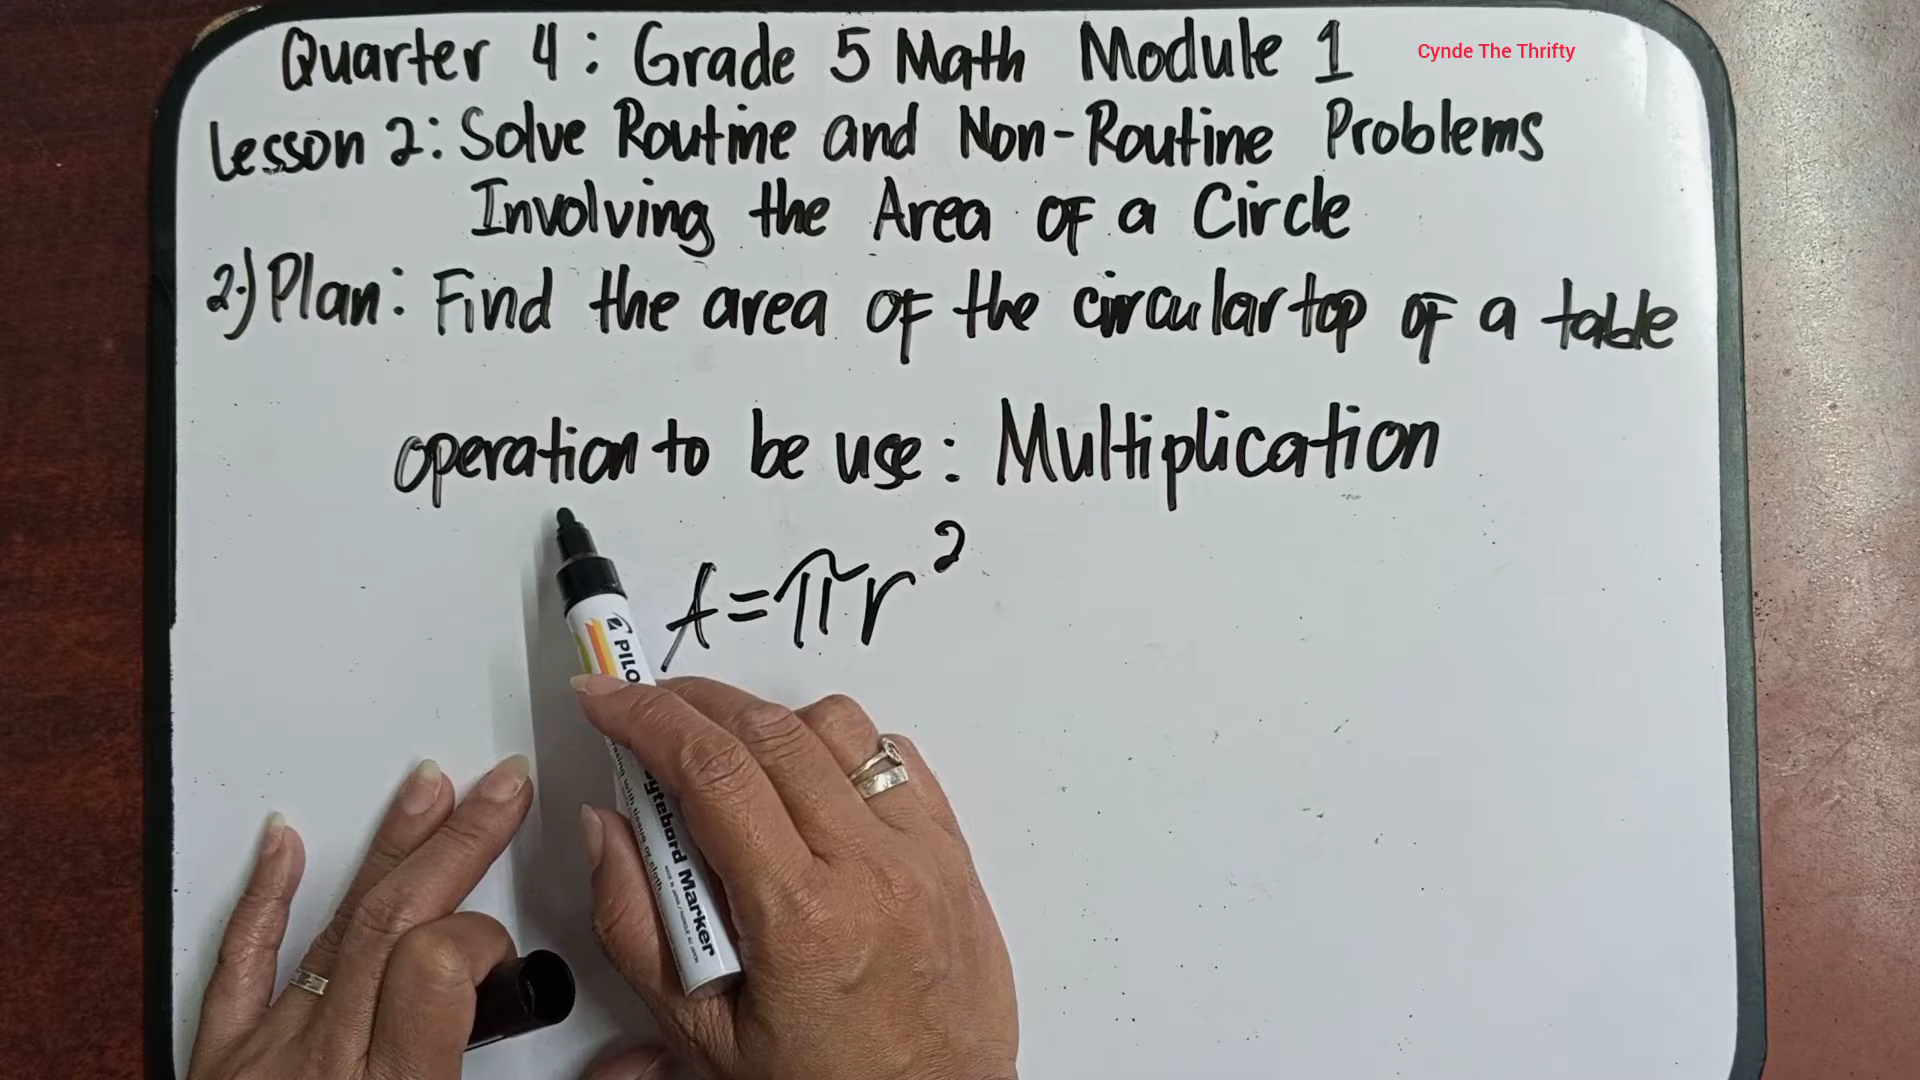 Quarter 4: Grade 5 Math Module 1
Cynde The Thrifty
Lesson 2: Solve Routine and Non-Routine Problems
Involving the Area of a Circle
2.) Plan: Find the area of the circular top of a table
operation to be use: Multiplication
A=πr²
PILO
ytebord Marker